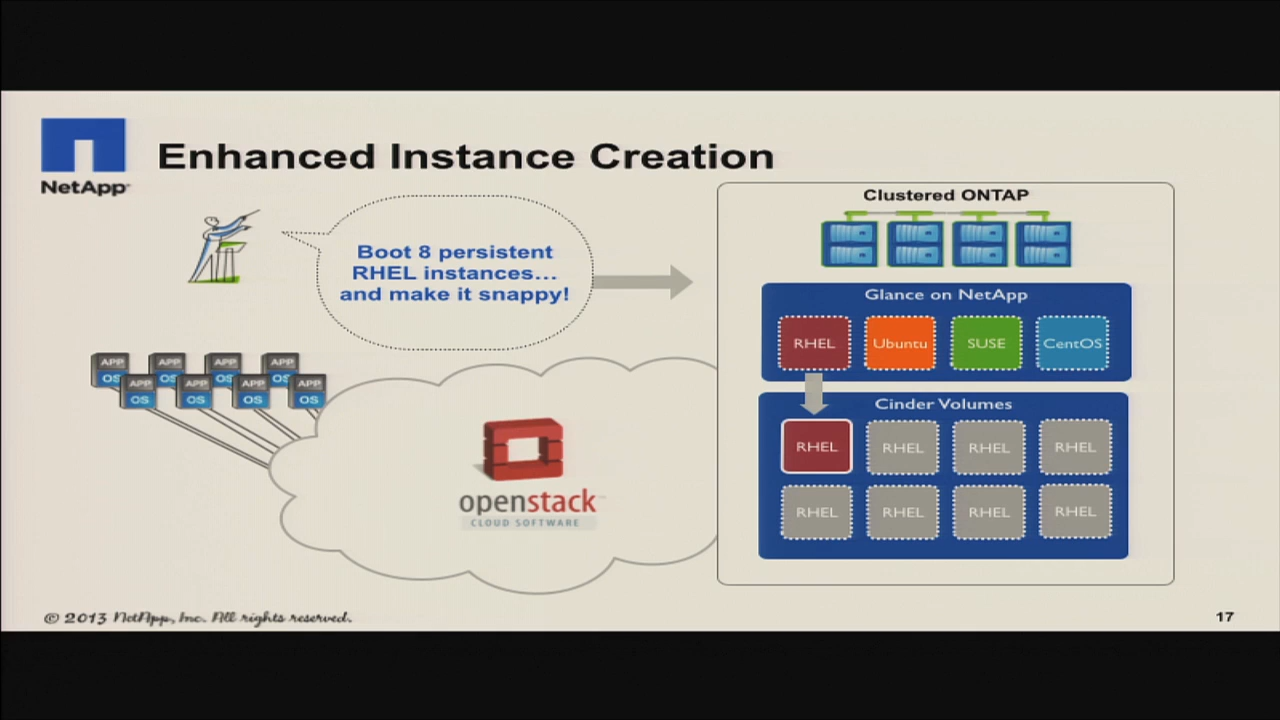 NetApp
Enhanced Instance Creation
Boot 8 persistent
RHEL instances...
and make it snappy!
APP APP APP APP
OS OS OS OS
APP APP APP APP
OS OS OS OS
openstack
CLOUD SOFTWARE
Clustered ONTAP
Glance on NetApp
RHEL Ubuntu SUSE CentOS
Cinder Volumes
RHEL RHEL RHEL RHEL
RHEL RHEL RHEL RHEL
© 2013 NetApp, Inc. All rights reserved.
17